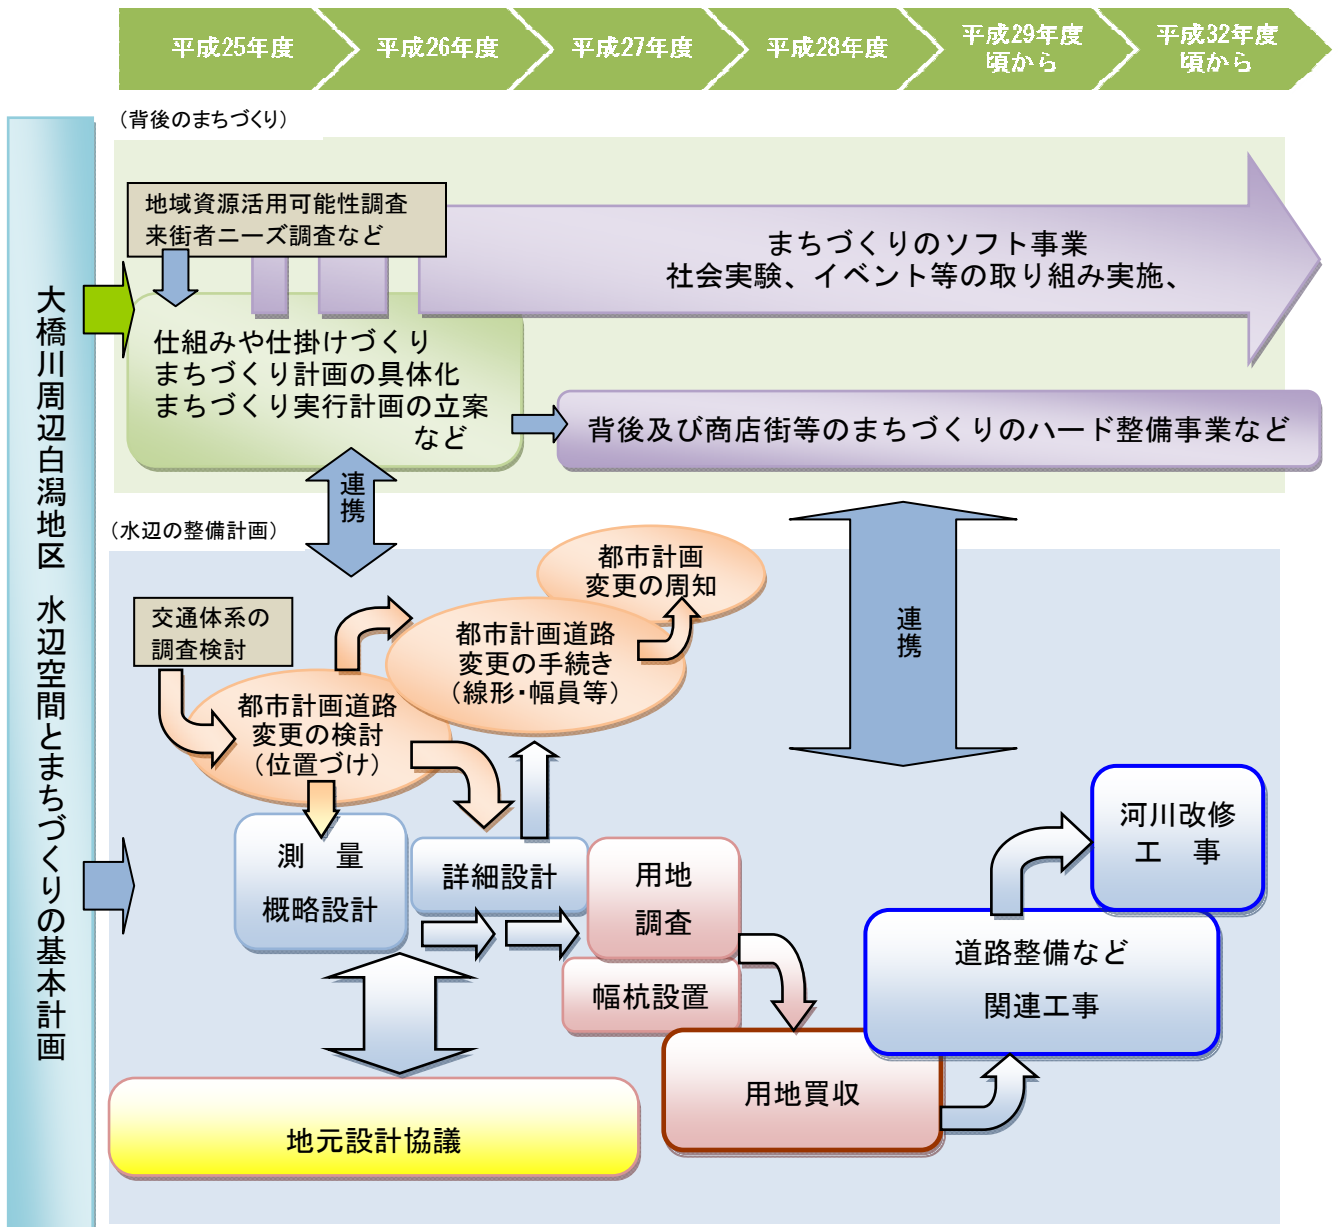 平成25年度
平成26年度
平成27年度
平成28年度
平成29年度
頃から
平成32年度
頃から
大橋川周辺白潟地区　水辺空間とまちづくりの基本計画
（背後のまちづくり）
地域資源活用可能性調査
来街者ニーズ調査など
まちづくりのソフト事業
社会実験、イベント等の取り組み実施、
仕組みや仕掛けづくり
まちづくり計画の具体化
まちづくり実行計画の立案
など
背後及び商店街等のまちづくりのハード整備事業など
連携
（水辺の整備計画）
連携
交通体系の
調査検討
都市計画道路
変更の検討
（位置づけ）
都市計画道路
変更の手続き
（線形・幅員等）
都市計画
変更の周知
測　量
概略設計
詳細設計
用地
調査
幅杭設置
用地買収
道路整備など
関連工事
河川改修
工　事
地元設計協議